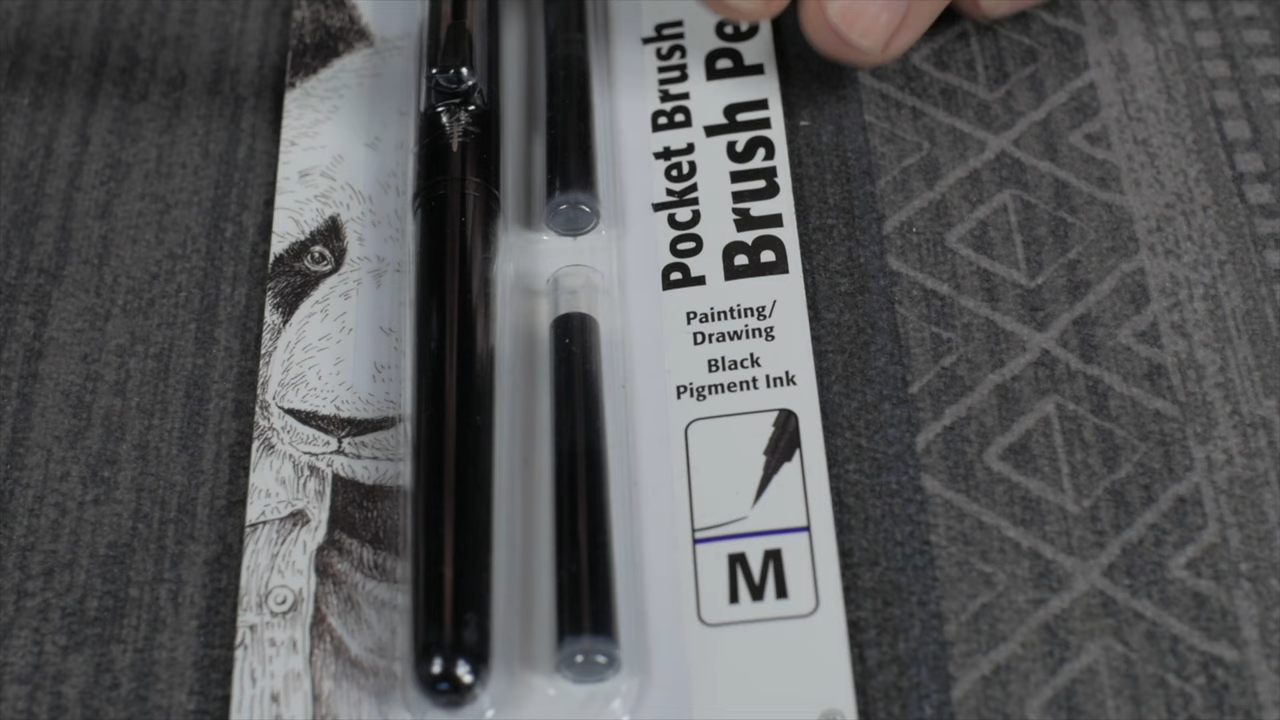 Pocket Brush
Brush Pe
Painting/
Drawing
Black
Pigment Ink
M